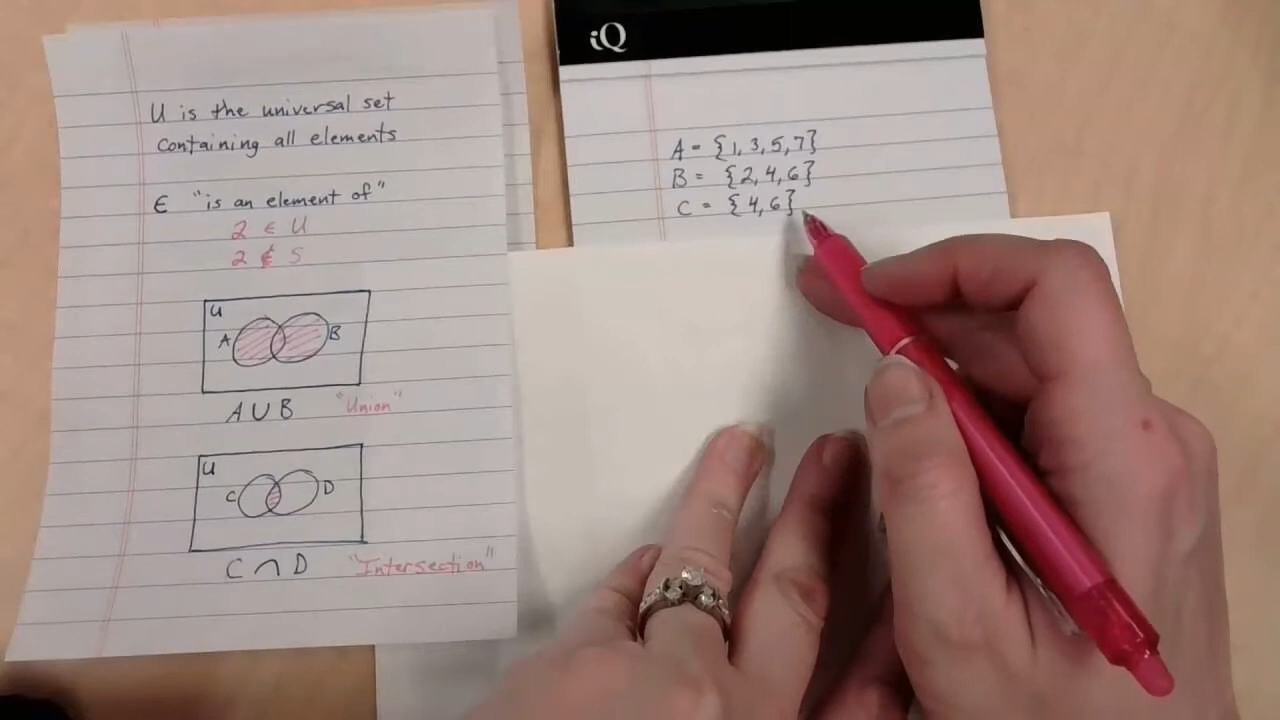 U is the universal set
containing all elements
∈ "is an element of"
2 ∈ U
2 ∉ S
U
A
B
A ∪ B "Union"
U
C
D
C ∩ D "Intersection"
iQ
A = {1, 3, 5, 7}
B = {2, 4, 6}
C = {4, 6}